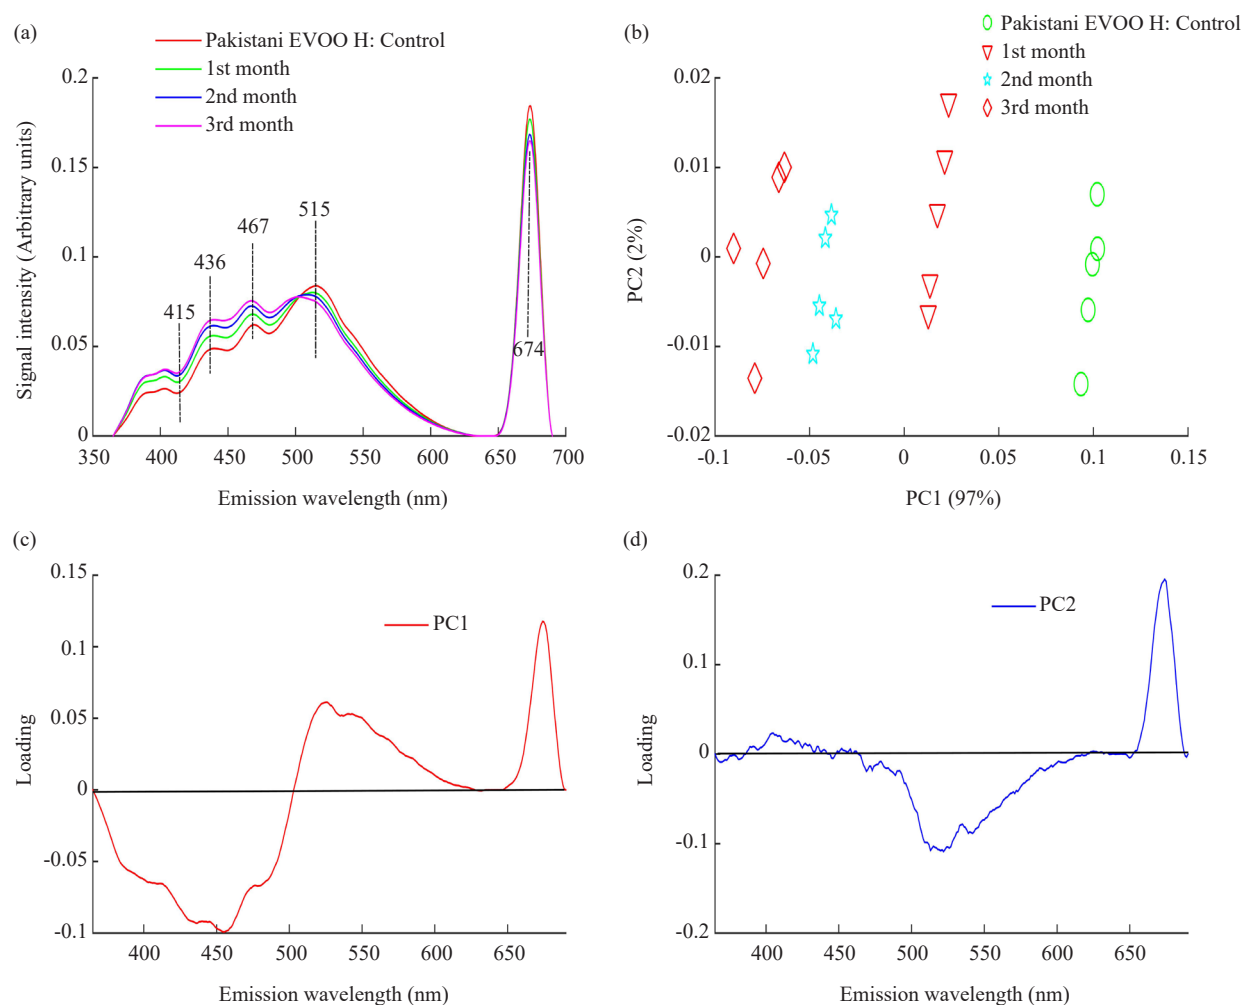 (a)
Pakistani EVOO H: Control
1st month
2nd month
3rd month
0.2
0.15
0.1
0.05
0
415
436
467
515
674
350 400 450 500 550 600 650 700
Signal intensity (Arbitrary units)
Emission wavelength (nm)
(b)
Pakistani EVOO H: Control
1st month
2nd month
3rd month
0.02
0.01
0
-0.01
-0.02
-0.1 -0.05 0 0.05 0.1 0.15
PC2 (2%)
PC1 (97%)
(c)
PC1
0.15
0.1
0.05
0
-0.05
-0.1
400 450 500 550 600 650
Loading
Emission wavelength (nm)
(d)
PC2
0.2
0.1
0
-0.1
-0.2
400 450 500 550 600 650
Loading
Emission wavelength (nm)